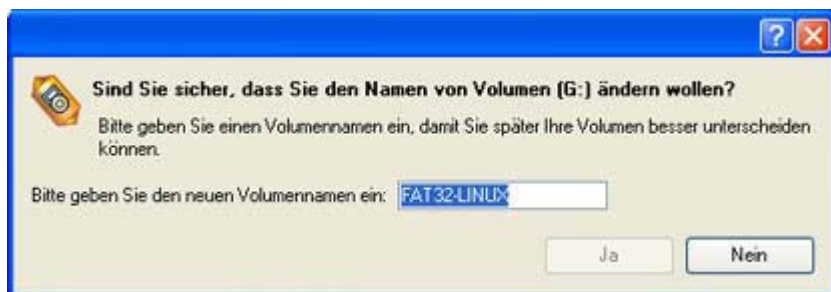 Sind Sie sicher, dass Sie den Namen von Volumen (G:) ändern wollen?
Bitte geben Sie einen Volumennamen ein, damit Sie später Ihre Volumen besser unterscheiden
können.
Bitte geben Sie den neuen Volumennamen ein: FAT32-LINUX
Ja Nein